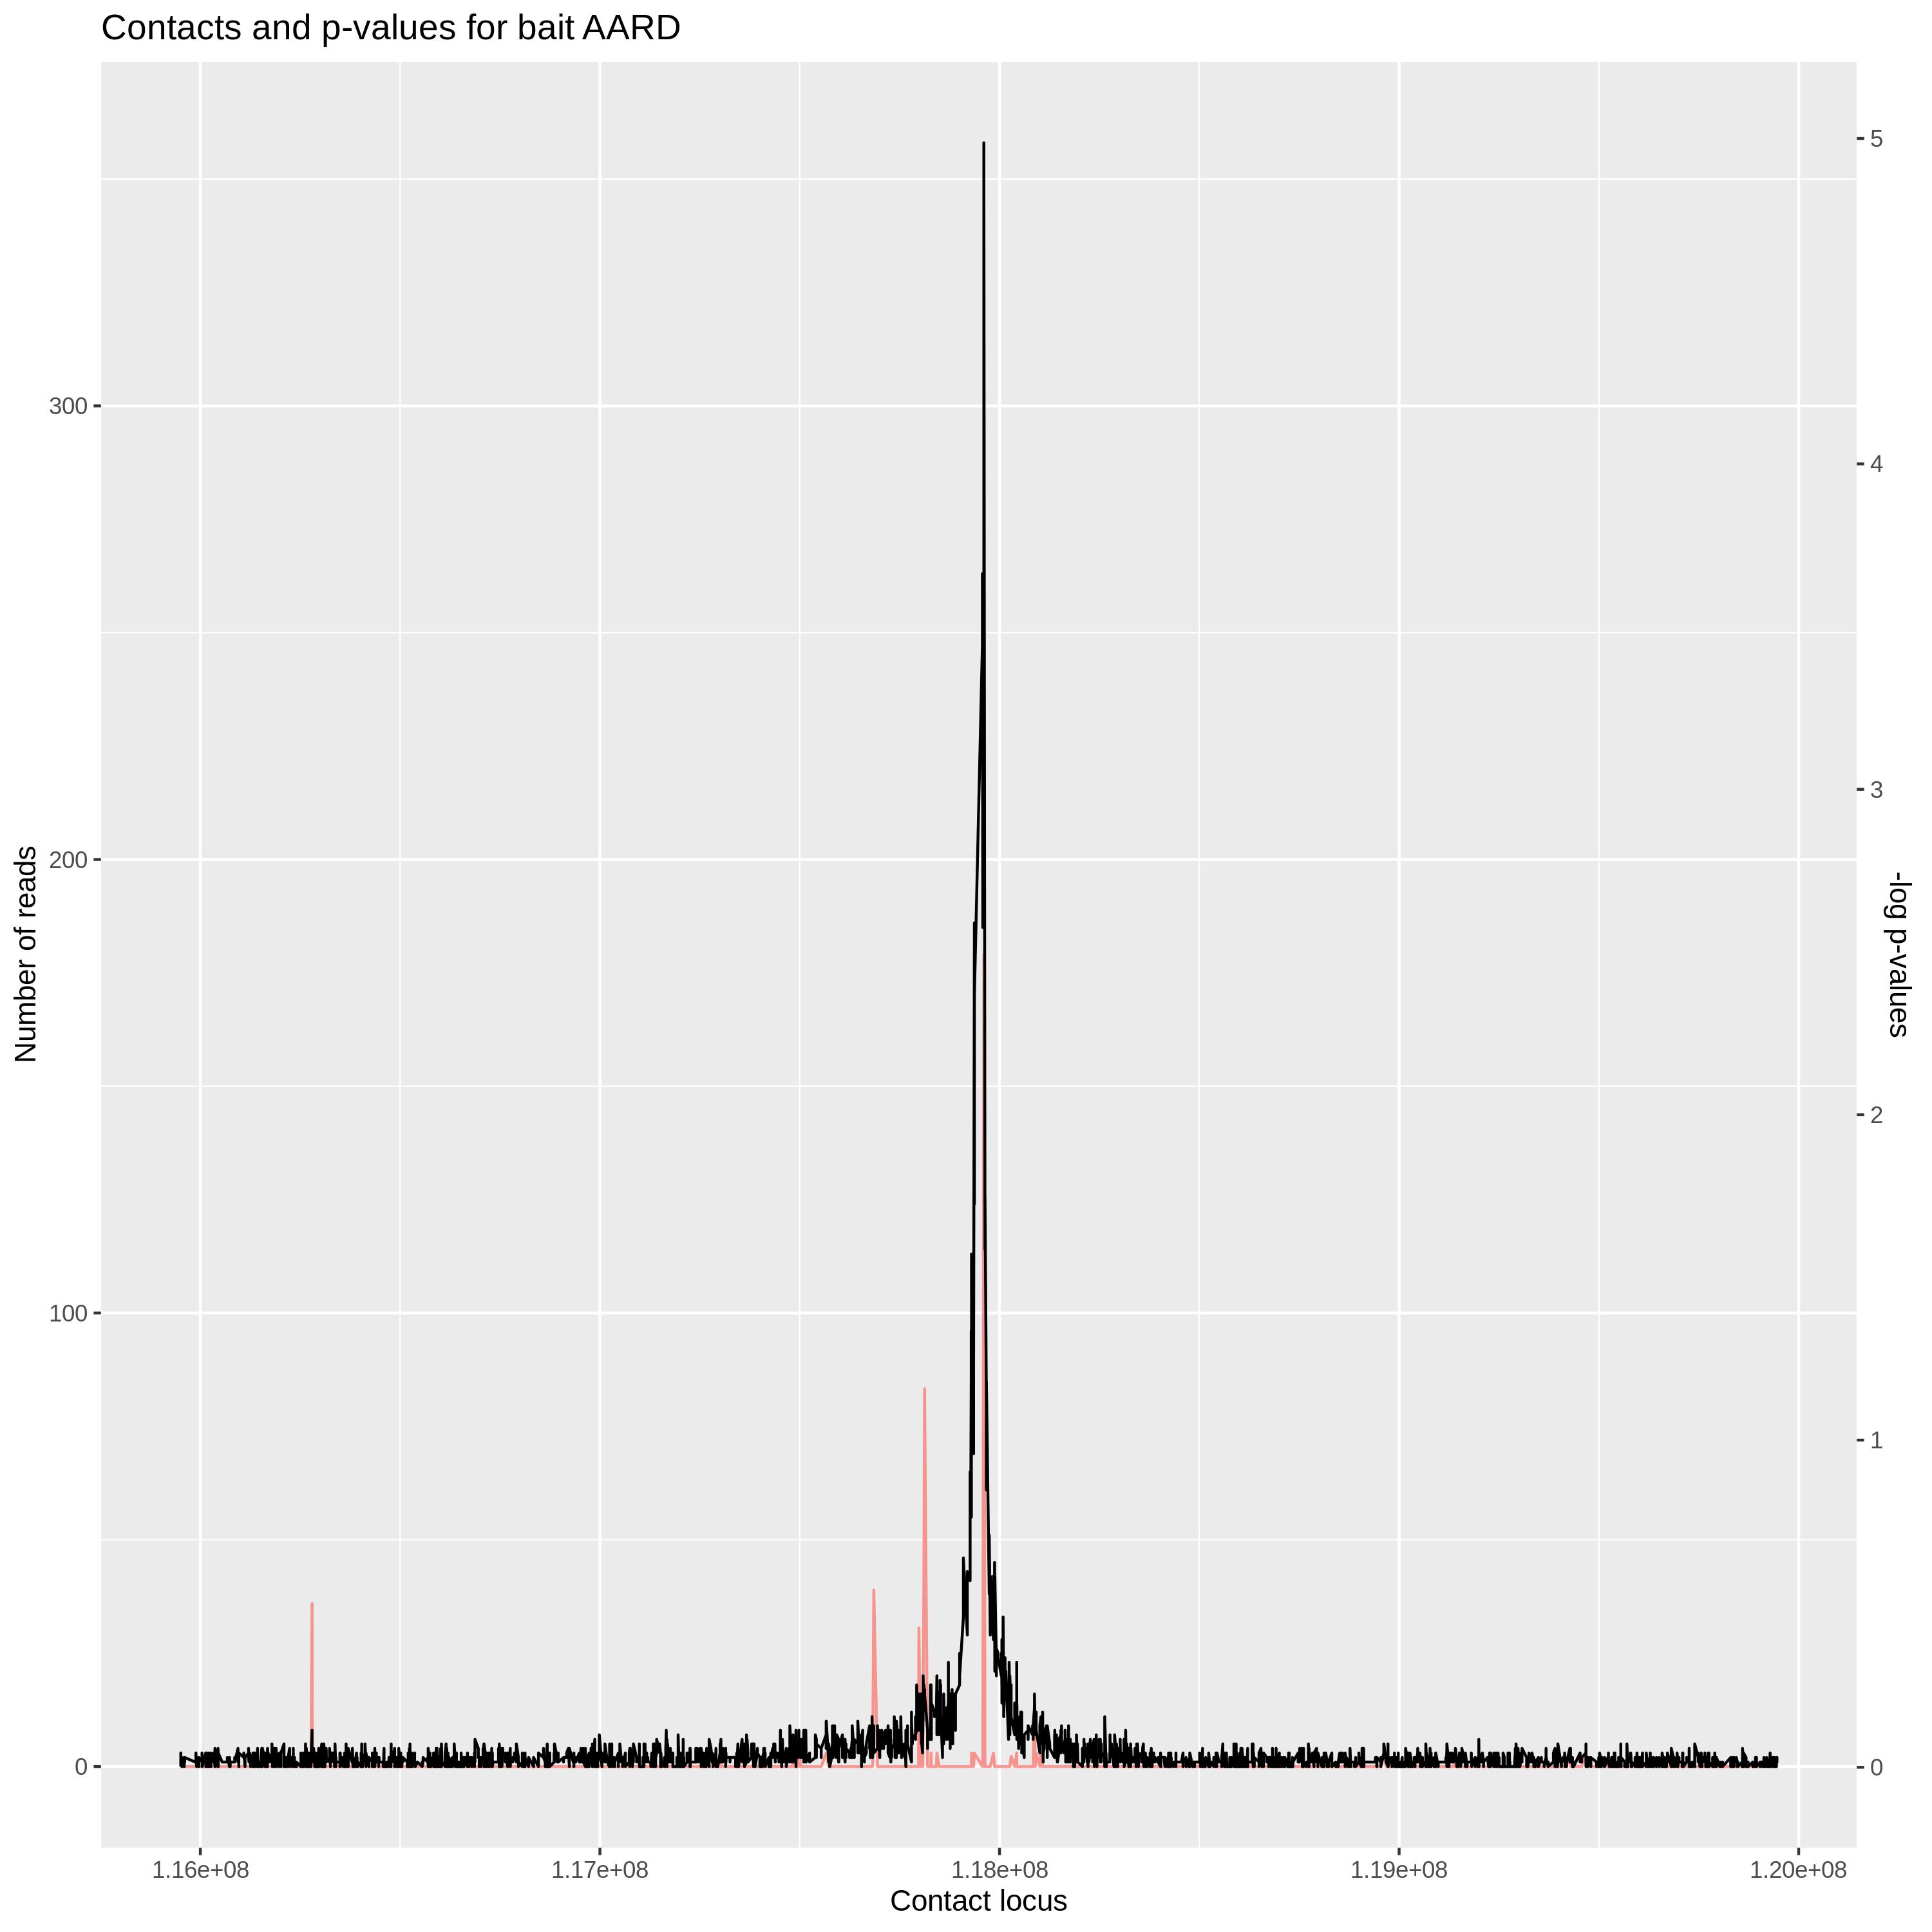 Contacts and p-values for bait AARD
Number of reads
300
200
100
0
5
4
3
2
1
0
-log p-values
1.16e+08
1.17e+08
1.18e+08
1.19e+08
1.20e+08
Contact locus